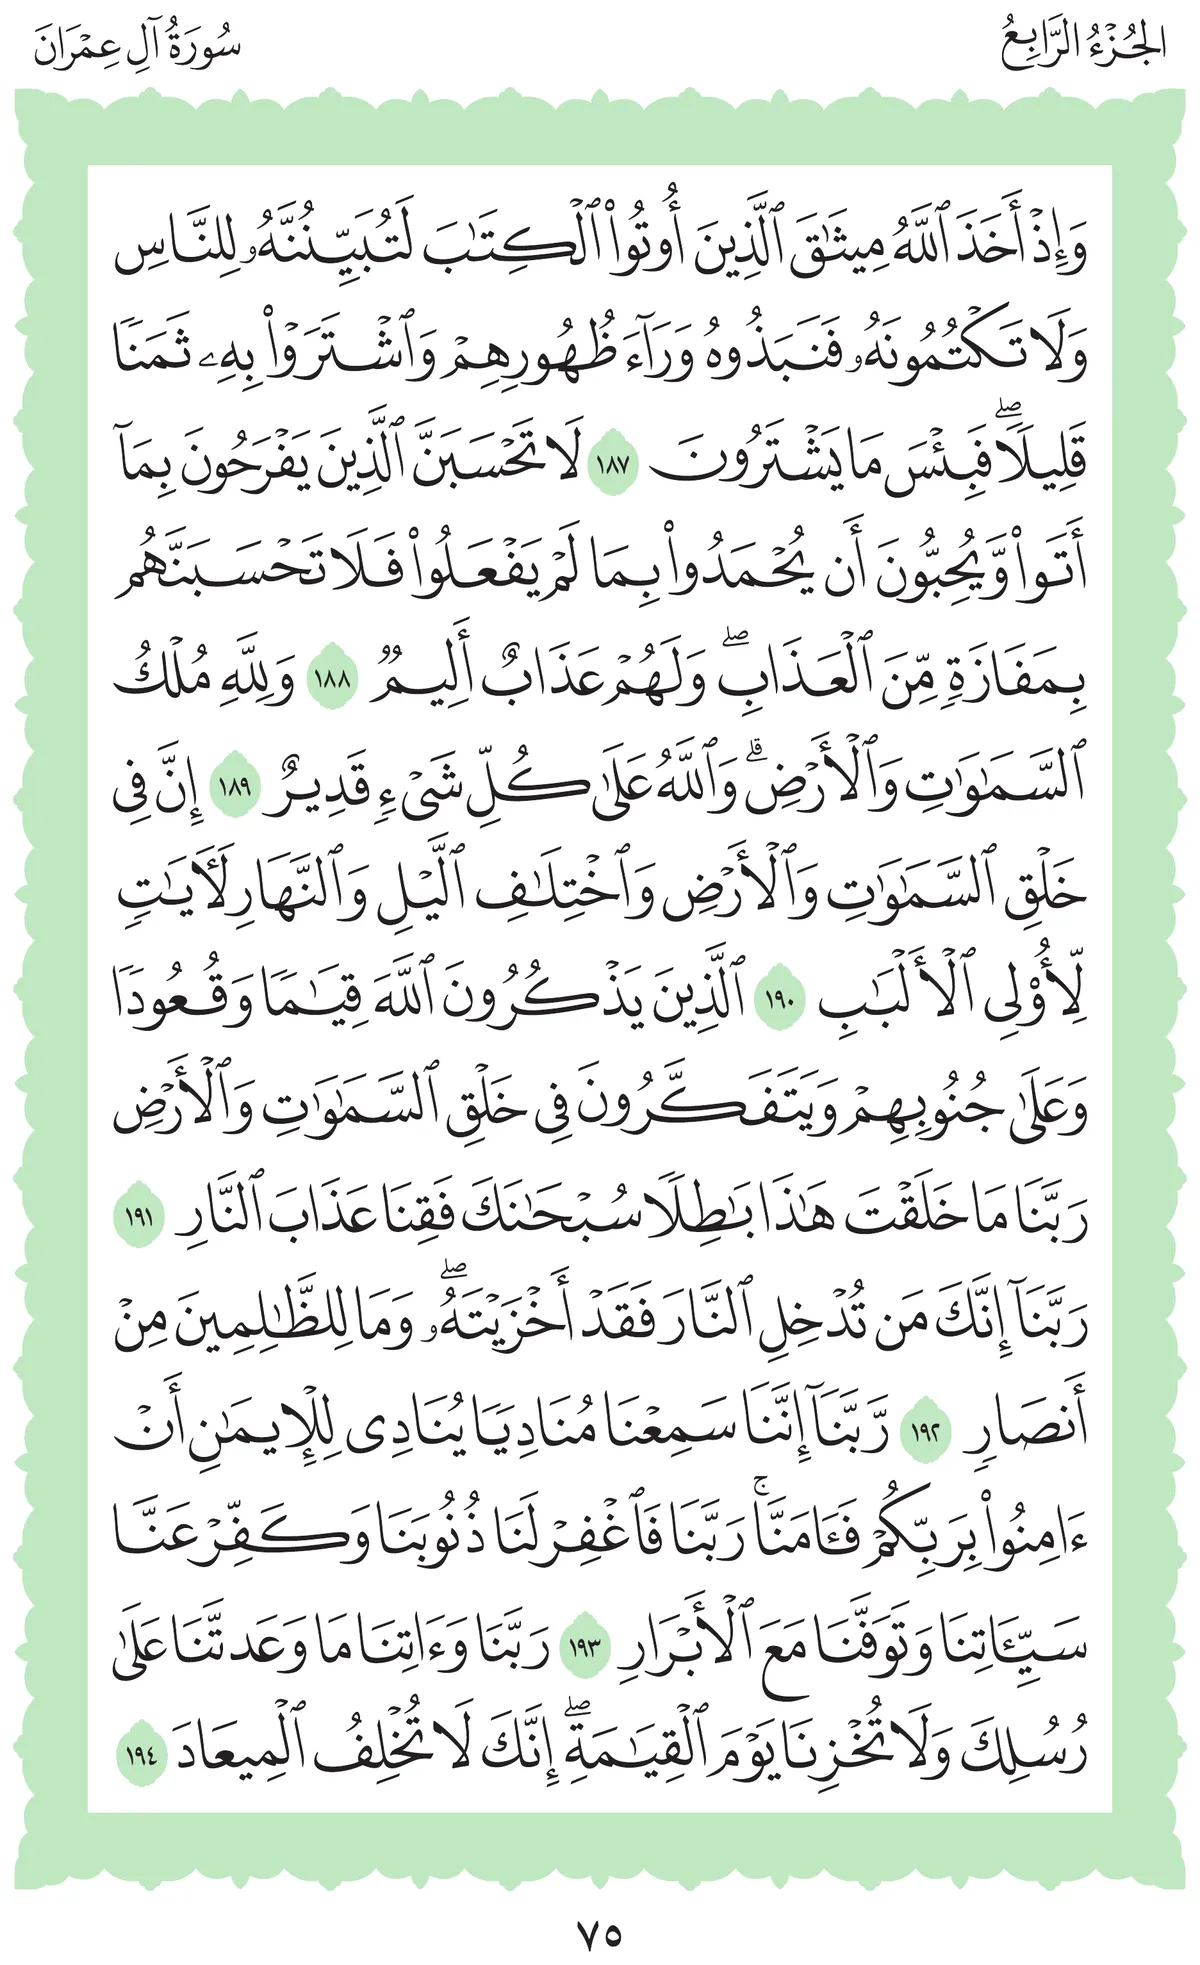 الجُزْءُ الرَّابِعُ
سُورَةُ آلِ عِمْرَانَ
وَإِذْ أَخَذَ ٱللَّهُ مِيثَٰقَ ٱلَّذِينَ أُوتُوا۟ ٱلْكِتَٰبَ لَتُبَيِّنُنَّهُۥ لِلنَّاسِ
وَلَا تَكْتُمُونَهُۥ فَنَبَذُوهُ وَرَآءَ ظُهُورِهِمْ وَٱشْتَرَوْا۟ بِهِۦ ثَمَنًا
قَلِيلًا ۖ فَبِئْسَ مَا يَشْتَرُونَ ١٨٧ لَا تَحْسَبَنَّ ٱلَّذِينَ يَفْرَحُونَ بِمَآ
أَتَوا۟ وَّيُحِبُّونَ أَن يُحْمَدُوا۟ بِمَا لَمْ يَفْعَلُوا۟ فَلَا تَحْسَبَنَّهُم
بِمَفَازَةٍ مِّنَ ٱلْعَذَابِ ۖ وَلَهُمْ عَذَابٌ أَلِيمٌ ١٨٨ وَلِلَّهِ مُلْكُ
ٱلسَّمَٰوَٰتِ وَٱلْأَرْضِ ۗ وَٱللَّهُ عَلَىٰ كُلِّ شَىْءٍ قَدِيرٌ ١٨٩ إِنَّ فِى
خَلْقِ ٱلسَّمَٰوَٰتِ وَٱلْأَرْضِ وَٱخْتِلَٰفِ ٱلَّيْلِ وَٱلنَّهَارِ لَءَايَٰتٍ
لِّأُو۟لِى ٱلْأَلْبَٰبِ ١٩٠ ٱلَّذِينَ يَذْكُرُونَ ٱللَّهَ قِيَٰمًا وَقُعُودًا
وَعَلَىٰ جُنُوبِهِمْ وَيَتَفَكَّرُونَ فِى خَلْقِ ٱلسَّمَٰوَٰتِ وَٱلْأَرْضِ
رَبَّنَا مَا خَلَقْتَ هَٰذَا بَٰطِلًا سُبْحَٰنَكَ فَقِنَا عَذَابَ ٱلنَّارِ ١٩١
رَبَّنَآ إِنَّكَ مَن تُدْخِلِ ٱلنَّارَ فَقَدْ أَخْزَيْتَهُۥ ۖ وَمَا لِلظَّٰلِمِينَ مِنْ
أَنصَارٍ ١٩٢ رَّبَّنَآ إِنَّنَا سَمِعْنَا مُنَادِيًا يُنَادِى لِلْإِيمَٰنِ أَنْ
ءَامِنُوا۟ بِرَبِّكُمْ فَـَٔامَنَّا ۚ رَبَّنَا فَٱغْفِرْ لَنَا ذُنُوبَنَا وَكَفِّرْ عَنَّا
سَيِّـَٔاتِنَا وَتَوَفَّنَا مَعَ ٱلْأَبْرَارِ ١٩٣ رَبَّنَا وَءَاتِنَا مَا وَعَدتَّنَا عَلَىٰ
رُسُلِكَ وَلَا تُخْزِنَا يَوْمَ ٱلْقِيَٰمَةِ ۖ إِنَّكَ لَا تُخْلِفُ ٱلْمِيعَادَ ١٩٤
٧٥